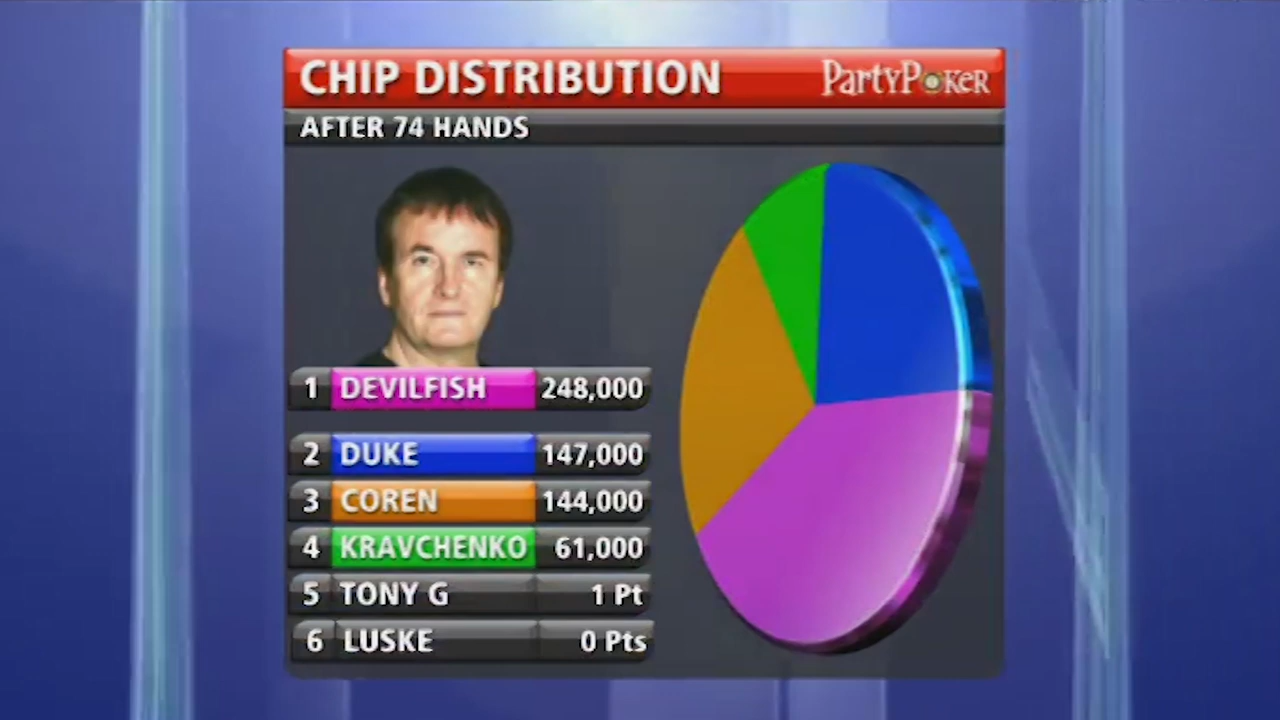 CHIP DISTRIBUTION PartyPoker
AFTER 74 HANDS
1 DEVILFISH 248,000
2 DUKE 147,000
3 COREN 144,000
4 KRAVCHENKO 61,000
5 TONY G 1 Pt
6 LUSKE 0 Pts